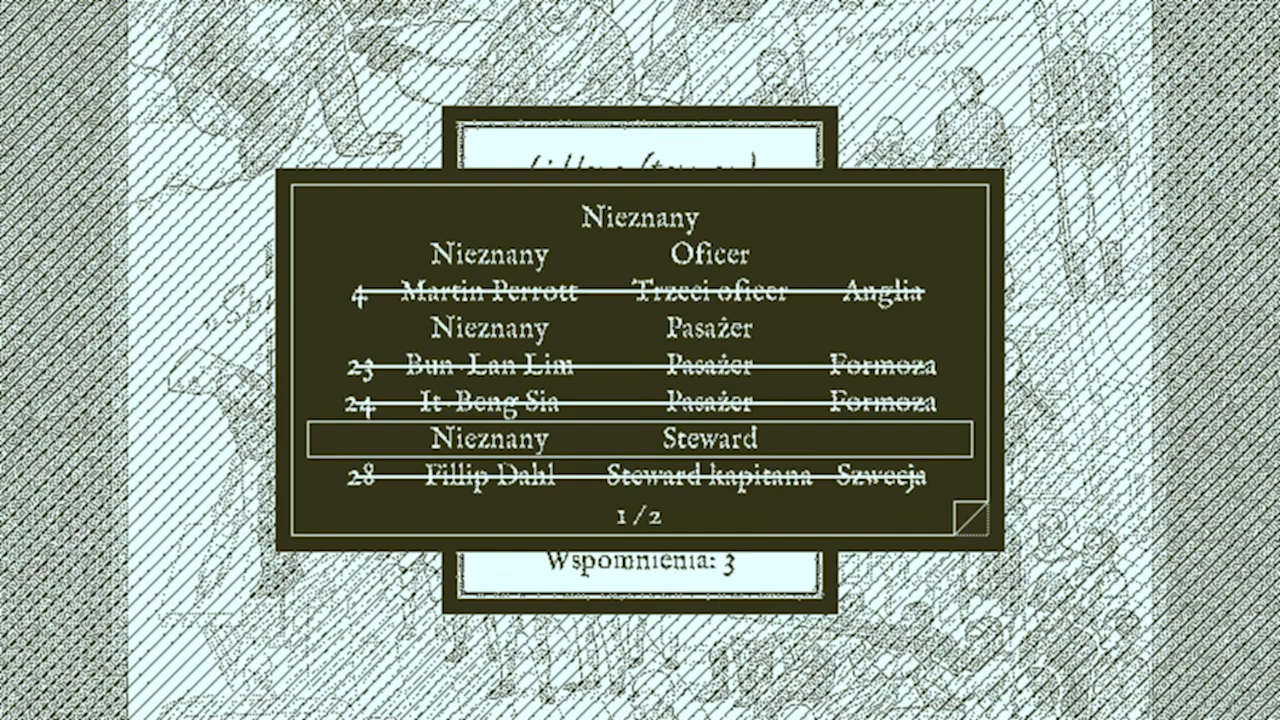 Nieznany
Nieznany Oficer
4 Martin Perrott Trzeci oficer Anglia
Nieznany Pasażer
23 Bun-Lan Lim Pasażer Formoza
24 It-Beng Sia Pasażer Formoza
Nieznany Steward
28 Fillip Dahl Steward kapitana Szwecja
1/2
Wspomnienia: 3